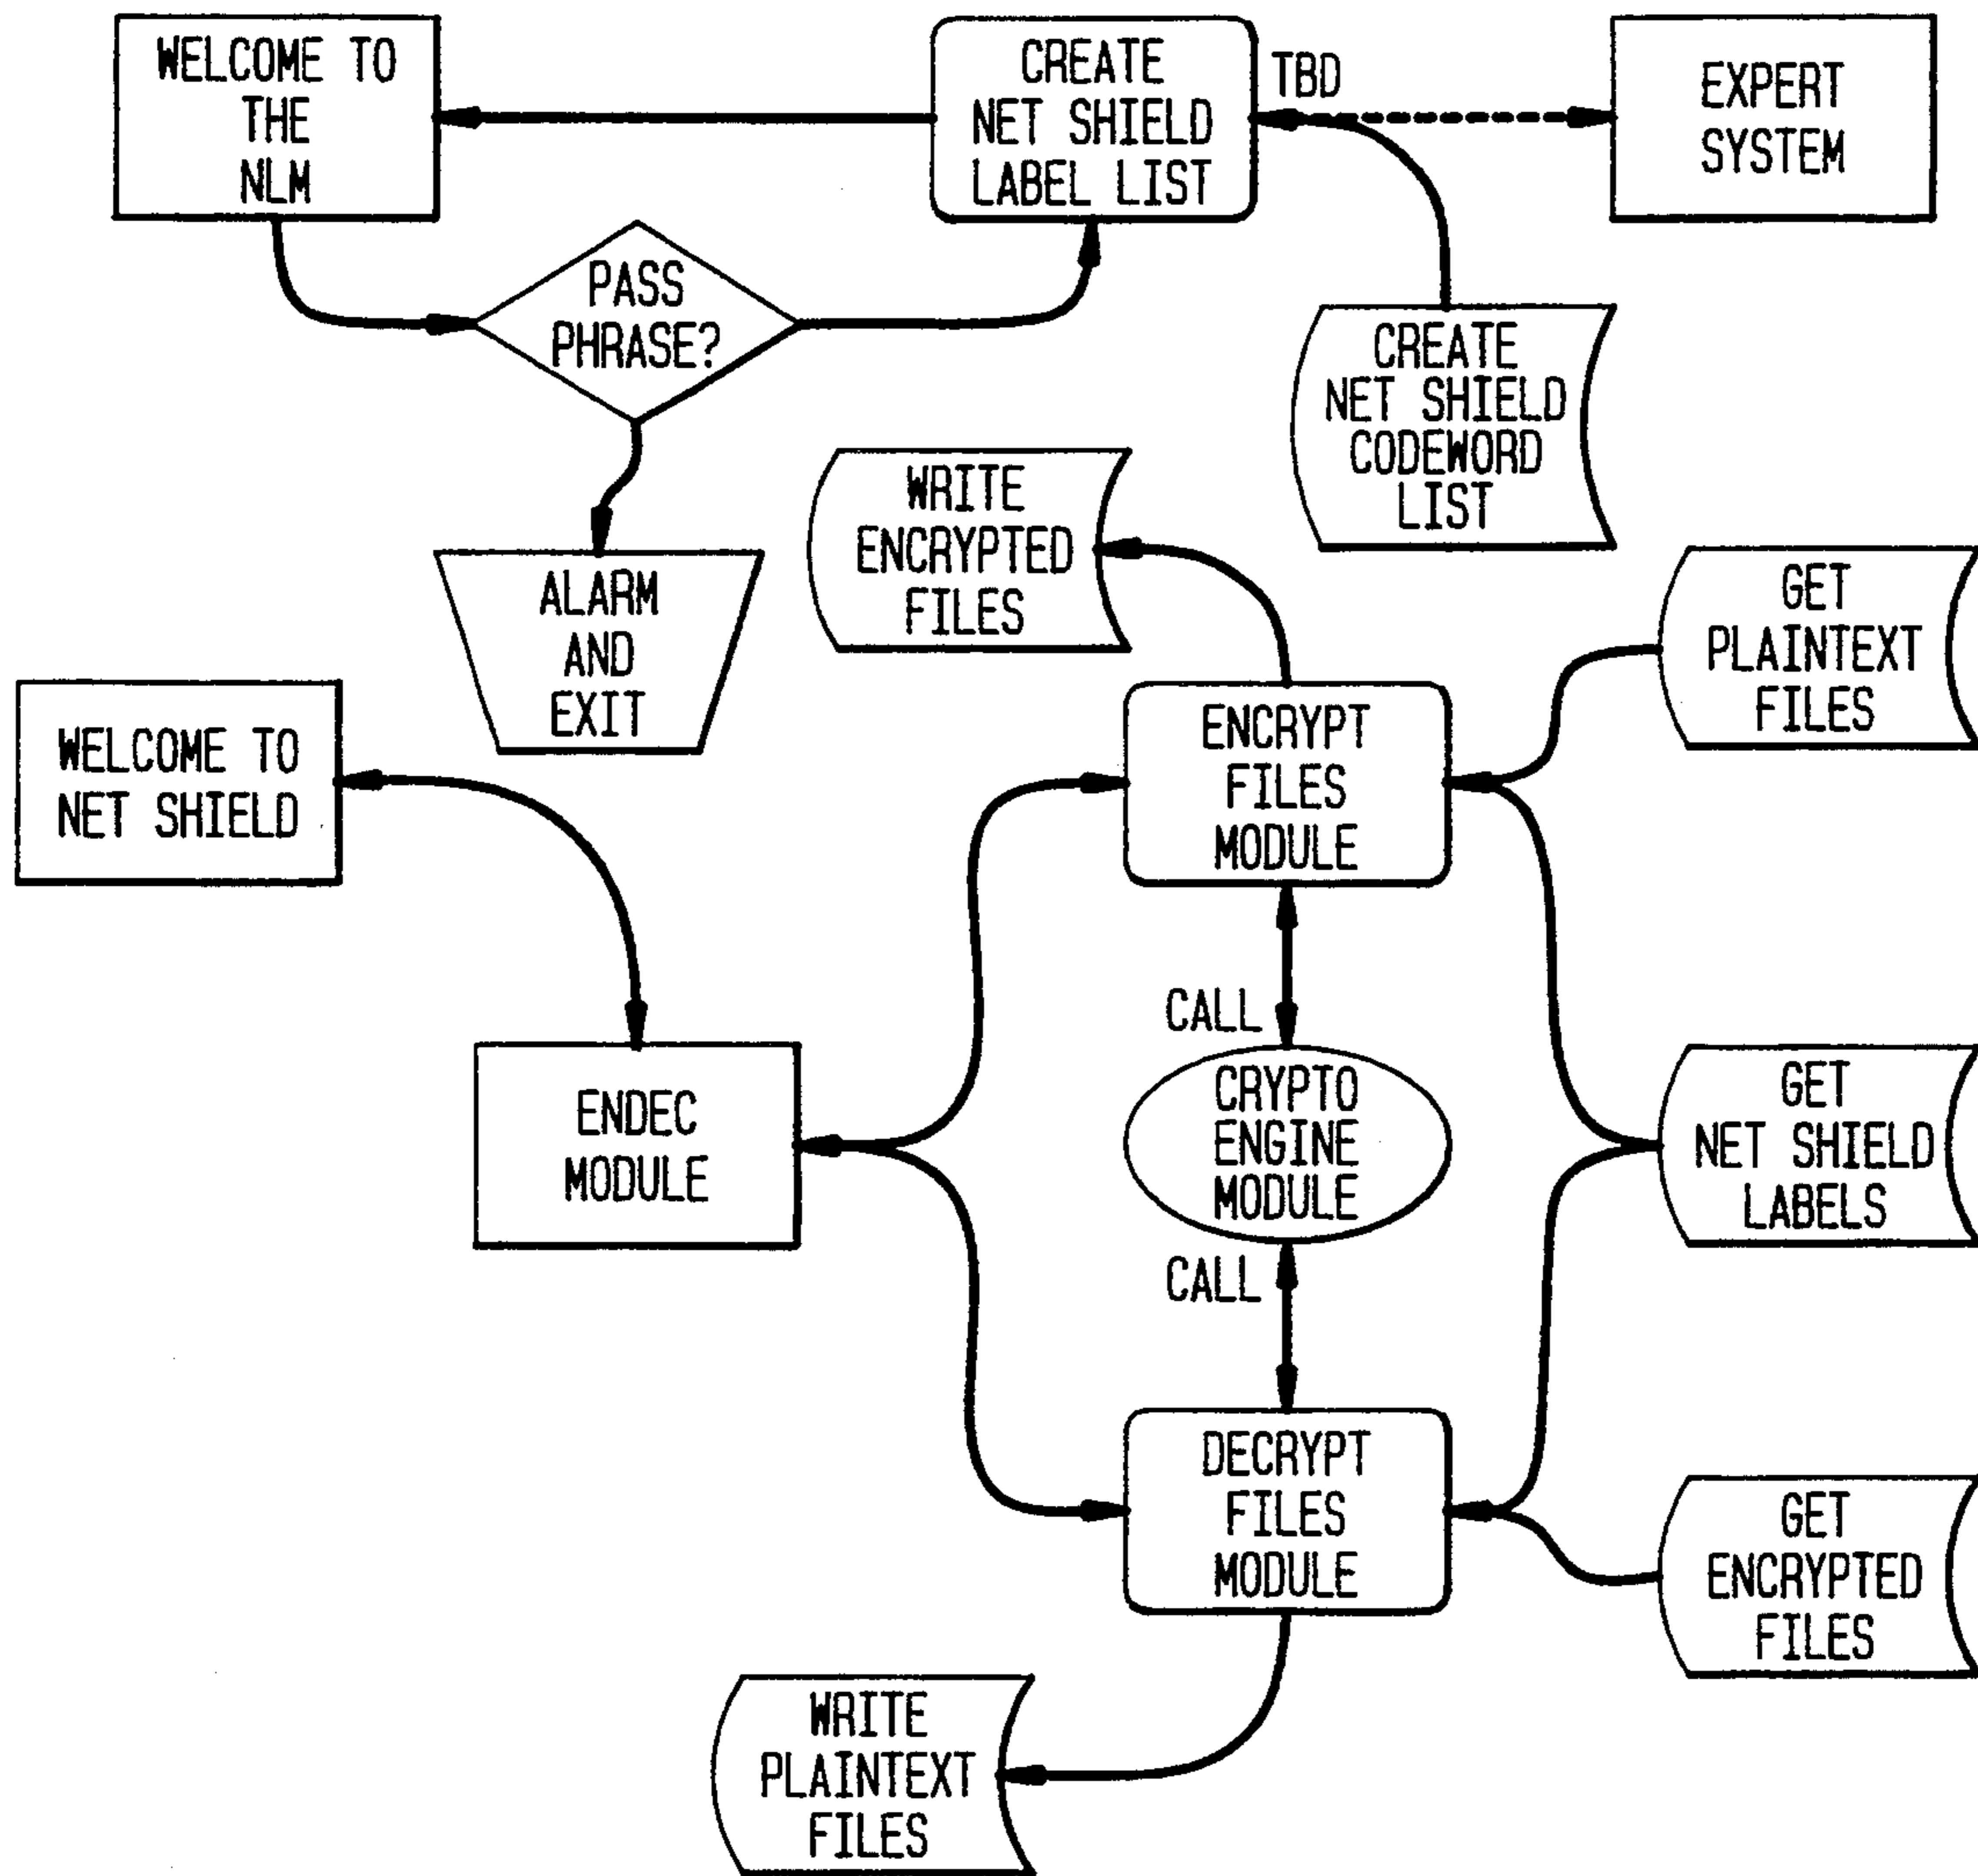 WELCOME TO
THE
NLM
CREATE
NET SHIELD
LABEL LIST
TBD
EXPERT
SYSTEM
PASS
PHRASE?
CREATE
NET SHIELD
CODEWORD
LIST
WRITE
ENCRYPTED
FILES
ALARM
AND
EXIT
GET
PLAINTEXT
FILES
WELCOME TO
NET SHIELD
ENCRYPT
FILES
MODULE
CALL
ENDEC
MODULE
CRYPTO
ENGINE
MODULE
GET
NET SHIELD
LABELS
CALL
DECRYPT
FILES
MODULE
GET
ENCRYPTED
FILES
WRITE
PLAINTEXT
FILES